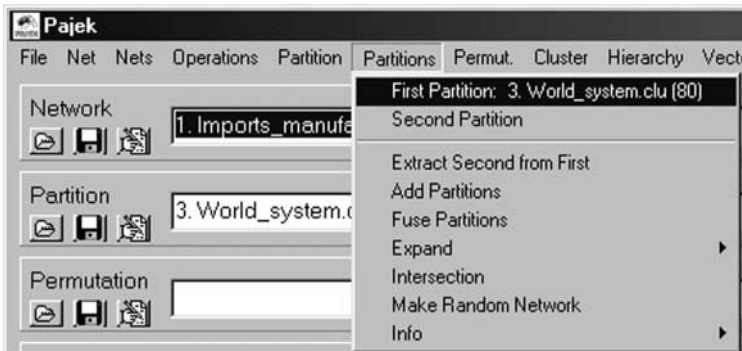 Pajek
File Net Nets Operations Partition Partitions Permut. Cluster Hierarchy Vect
First Partition: 3. World_system.clu (80)
Second Partition
Extract Second from First
Add Partitions
Fuse Partitions
Expand
Intersection
Make Random Network
Info
Network
1. Imports_manufa
Partition
3. World_system.c
Permutation